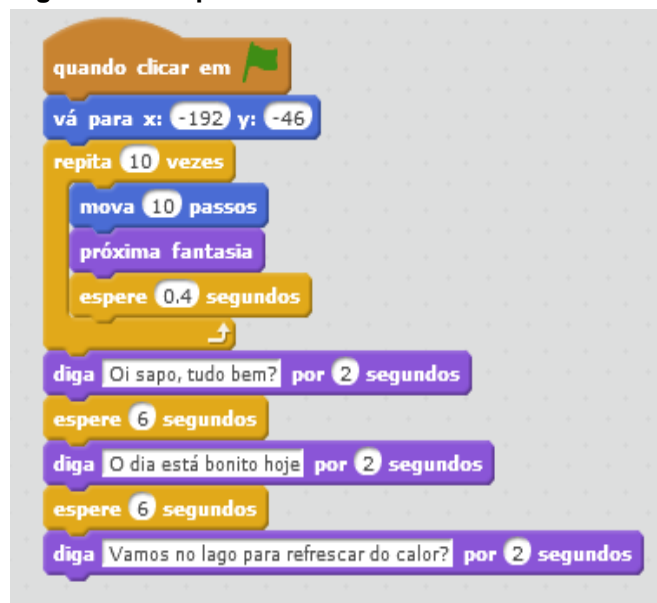 quando clicar em
vá para x: -192 y: -46
repita 10 vezes
mova 10 passos
próxima fantasia
espere 0.4 segundos
diga Oi sapo, tudo bem? por 2 segundos
espere 6 segundos
diga O dia está bonito hoje por 2 segundos
espere 6 segundos
diga Vamos no lago para refrescar do calor? por 2 segundos